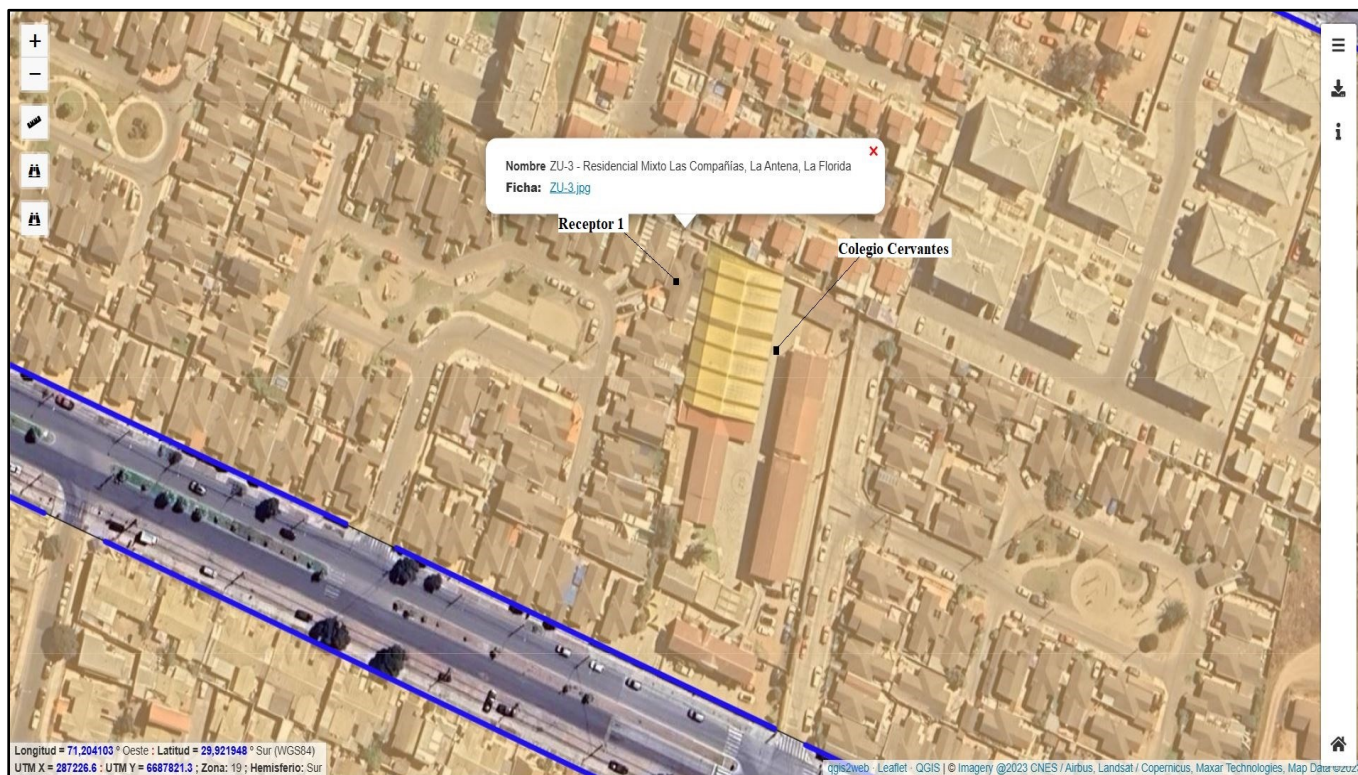 +
−
Nombre ZU-3 - Residencial Mixto Las Compañías, La Antena, La Florida
x
Ficha: ZU-3.jpg
Receptor 1
Colegio Cervantes
i
Longitud = 71,204103 º Oeste : Latitud = 29,921948 º Sur (WGS84)
UTM X = 287226.6 : UTM Y = 6687821.3 ; Zona: 19 ; Hemisferio: Sur
qgis2web · Leaflet · QGIS | © Imagery @2023 CNES / Airbus, Landsat / Copernicus, Maxar Technologies, Map Data ©202